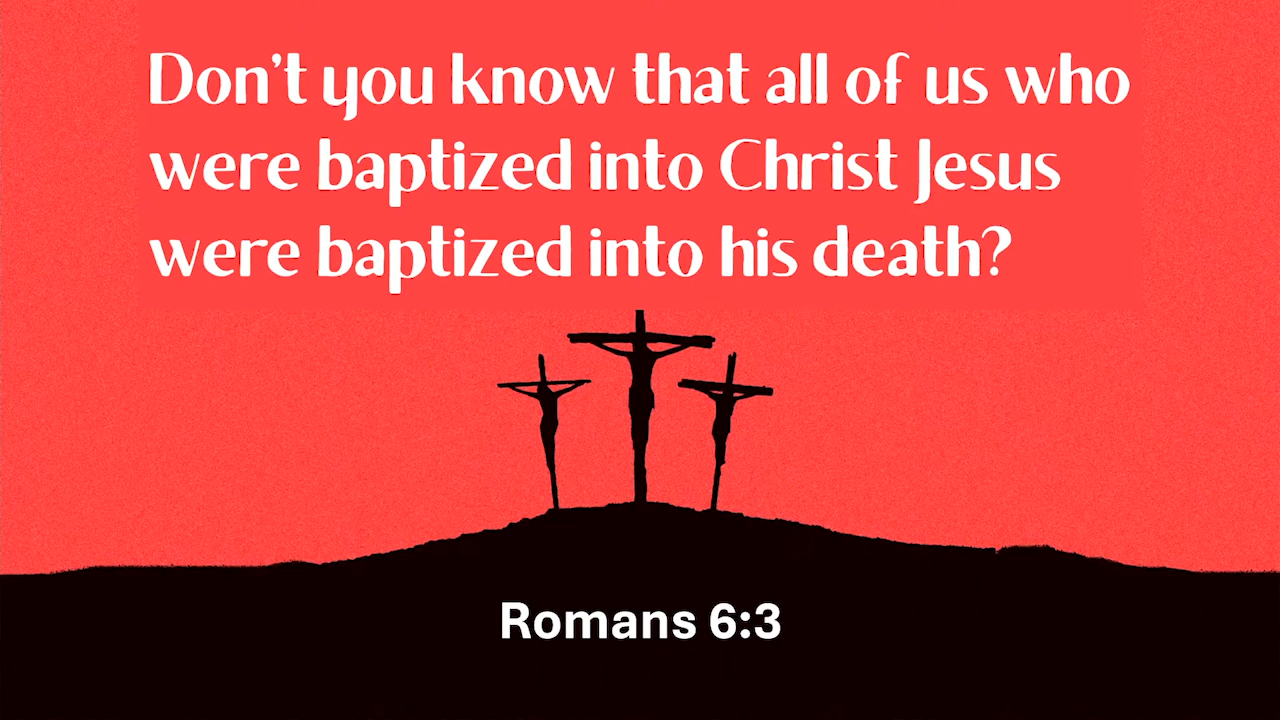 Don’t you know that all of us who
were baptized into Christ Jesus
were baptized into his death?
Romans 6:3